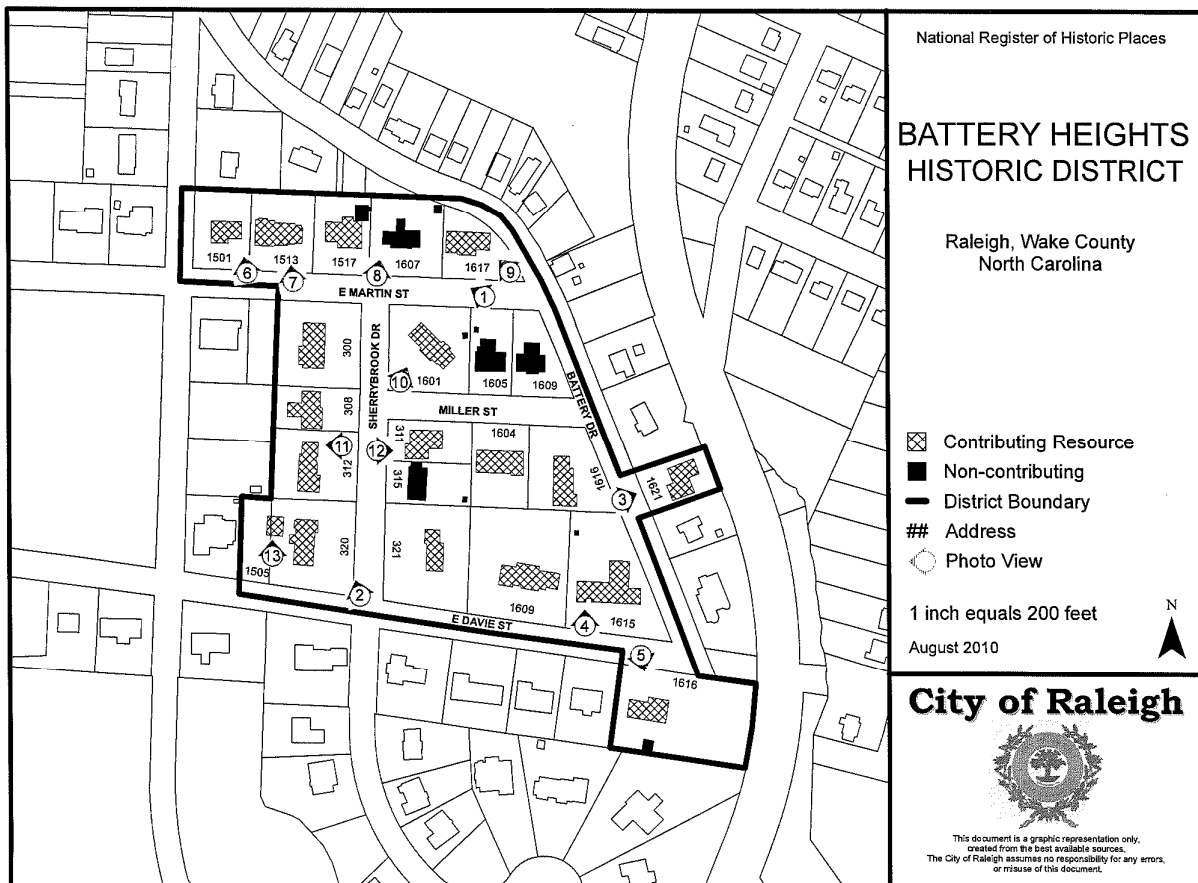 National Register of Historic Places
BATTERY HEIGHTS
HISTORIC DISTRICT
Raleigh, Wake County
North Carolina
Contributing Resource
Non-contributing
District Boundary
## Address
Photo View
1 inch equals 200 feet
August 2010
N
City of Raleigh
This document is a graphic representation only,
created from the best available sources.
The City of Raleigh assumes no responsibility for any errors,
or misuse of this document.
1501
1513
1517
1607
1617
6
7
8
9
E MARTIN ST
1
300
SHERRYBROOK DR
1601
1605
1609
10
BATTERY DR
308
MILLER ST
311
1604
11
12
312
315
1616
3
1621
13
1505
320
321
1609
1615
2
E DAVIE ST
4
5
1616